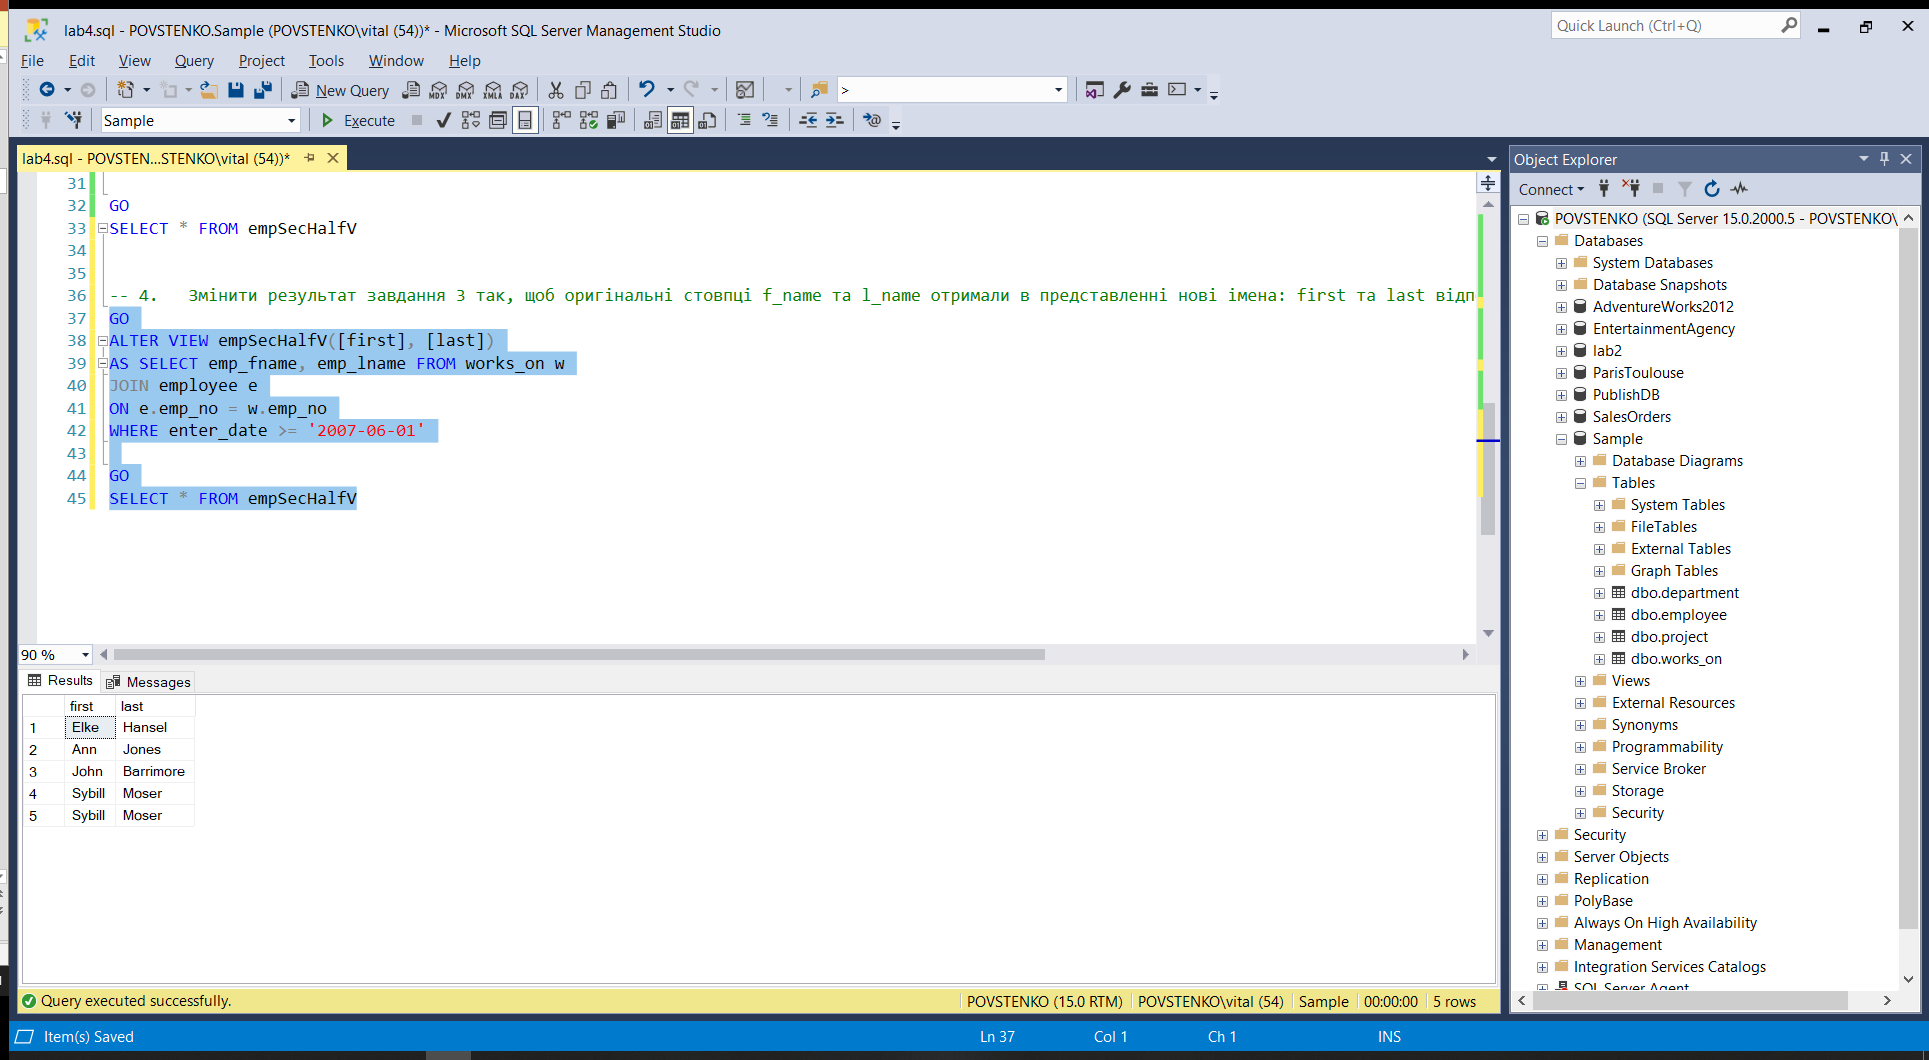 lab4.sql - POVSTENKO.Sample (POVSTENKO\vital (54))* - Microsoft SQL Server Management Studio
Quick Launch (Ctrl+Q)
File Edit View Query Project Tools Window Help
New Query
MDX DMX XMLA DAX
>
Sample
Execute
lab4.sql - POVSTEN...STENKO\vital (54))*
31
32 GO
33 SELECT * FROM empSecHalfV
34
35
36 -- 4. Змінити результат завдання 3 так, щоб оригінальні стовпці f_name та l_name отримали в представленні нові імена: first та last відп
37 GO
38 ALTER VIEW empSecHalfV([first], [last])
39 AS SELECT emp_fname, emp_lname FROM works_on w
40 JOIN employee e
41 ON e.emp_no = w.emp_no
42 WHERE enter_date >= '2007-06-01'
43
44 GO
45 SELECT * FROM empSecHalfV
90 %
Results Messages
first last
1 Elke Hansel
2 Ann Jones
3 John Barrimore
4 Sybill Moser
5 Sybill Moser
Query executed successfully.
POVSTENKO (15.0 RTM) POVSTENKO\vital (54) Sample 00:00:00 5 rows
Object Explorer
Connect
POVSTENKO (SQL Server 15.0.2000.5 - POVSTENKO\
Databases
System Databases
Database Snapshots
AdventureWorks2012
EntertainmentAgency
lab2
ParisToulouse
PublishDB
SalesOrders
Sample
Database Diagrams
Tables
System Tables
FileTables
External Tables
Graph Tables
dbo.department
dbo.employee
dbo.project
dbo.works_on
Views
External Resources
Synonyms
Programmability
Service Broker
Storage
Security
Security
Server Objects
Replication
PolyBase
Always On High Availability
Management
Integration Services Catalogs
SQL Server Agent
Item(s) Saved
Ln 37 Col 1 Ch 1 INS